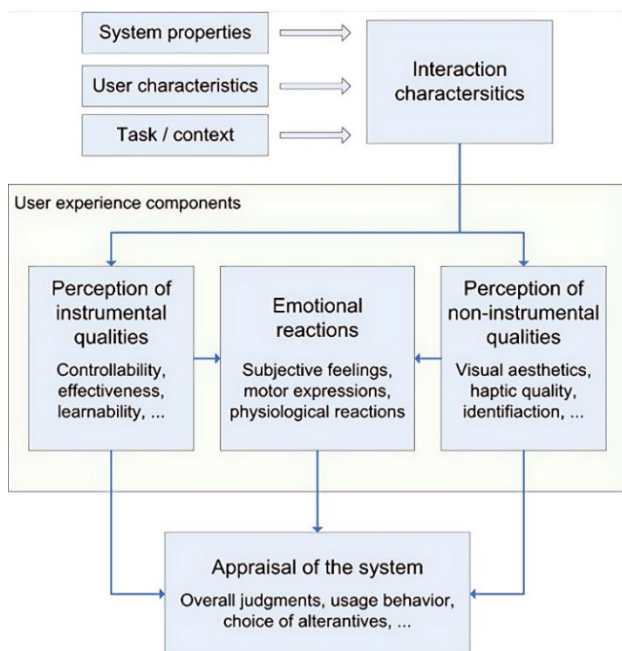 System properties
User characteristics
Task / context
Interaction
charactersitics
User experience components
Perception of
instrumental
qualities
Controllability,
effectiveness,
learnability, ...
Emotional
reactions
Subjective feelings,
motor expressions,
physiological reactions
Perception of
non-instrumental
qualities
Visual aesthetics,
haptic quality,
identifiaction, ...
Appraisal of the system
Overall judgments, usage behavior,
choice of alterantives, ...